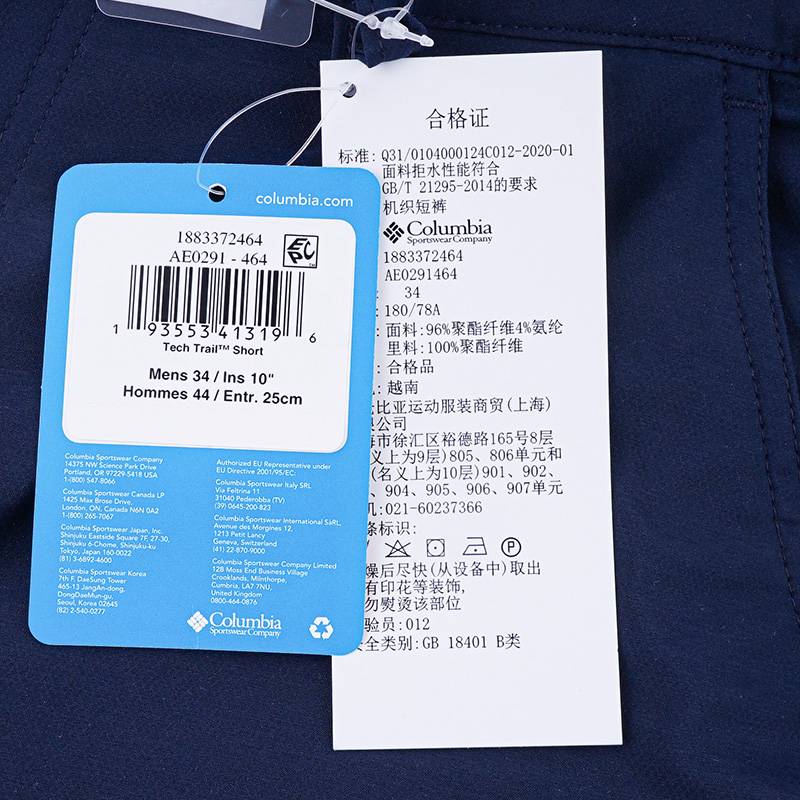 columbia.com
1883372464
AE0291 - 464
EPC
1 93553 41319 6
Tech Trail™ Short
Mens 34 / Ins 10"
Hommes 44 / Entr. 25cm
Columbia Sportswear Company
14375 NW Science Park Drive
Portland, OR 97229-5418 USA
1-(800) 547-8066
Columbia Sportswear Canada LP
1425 Max Brose Drive,
London, ON, Canada N6N 0A2
1-(800) 265-7067
Columbia Sportswear Japan, Inc.
Shinjuku Eastside Square 7F, 27-30,
Shinjuku 6-Chome, Shinjuku-ku
Tokyo, Japan 160-0022
(81) 3-6892-4600
Columbia Sportswear Korea
7th F. DaeSung Tower
465-13 JangAn-dong,
DongDaeMun-gu,
Seoul, Korea 02645
(82) 2-540-0277
Authorized EU Representative under
EU Directive 2001/95/EC:
Columbia Sportswear Italy SRL
Via Feltrina 11
31040 Pederobba (TV)
(39) 0645-200-823
Columbia Sportswear International SàRL
Avenue des Morgines 12,
1213 Petit Lancy
Geneva, Switzerland
(41) 22-870-9000
Columbia Sportswear Company Limited
12B Moss End Business Village
Crooklands, Milnthorpe,
Cumbria, LA7 7NU,
United Kingdom
0800-464-0876
Columbia
Sportswear Company
合格证
标准: Q31/0104000124C012-2020-01
面料拒水性能符合
GB/T 21295-2014的要求
机织短裤
Columbia
Sportswear Company
1883372464
AE0291464
34
180/78A
面料: 96%聚酯纤维4%氨纶
里料: 100%聚酯纤维
合格品
越南
比亚运动服装商贸(上海)
限公司
海市徐汇区裕德路165号8层
(名义上为9层)805、806单元和
(名义上为10层)901、902、
904、905、906、907单元
021-60237366
条标识:
P
燥后尽快(从设备中)取出
有印花等装饰,
勿熨烫该部位
验员: 012
全类别: GB 18401 B类